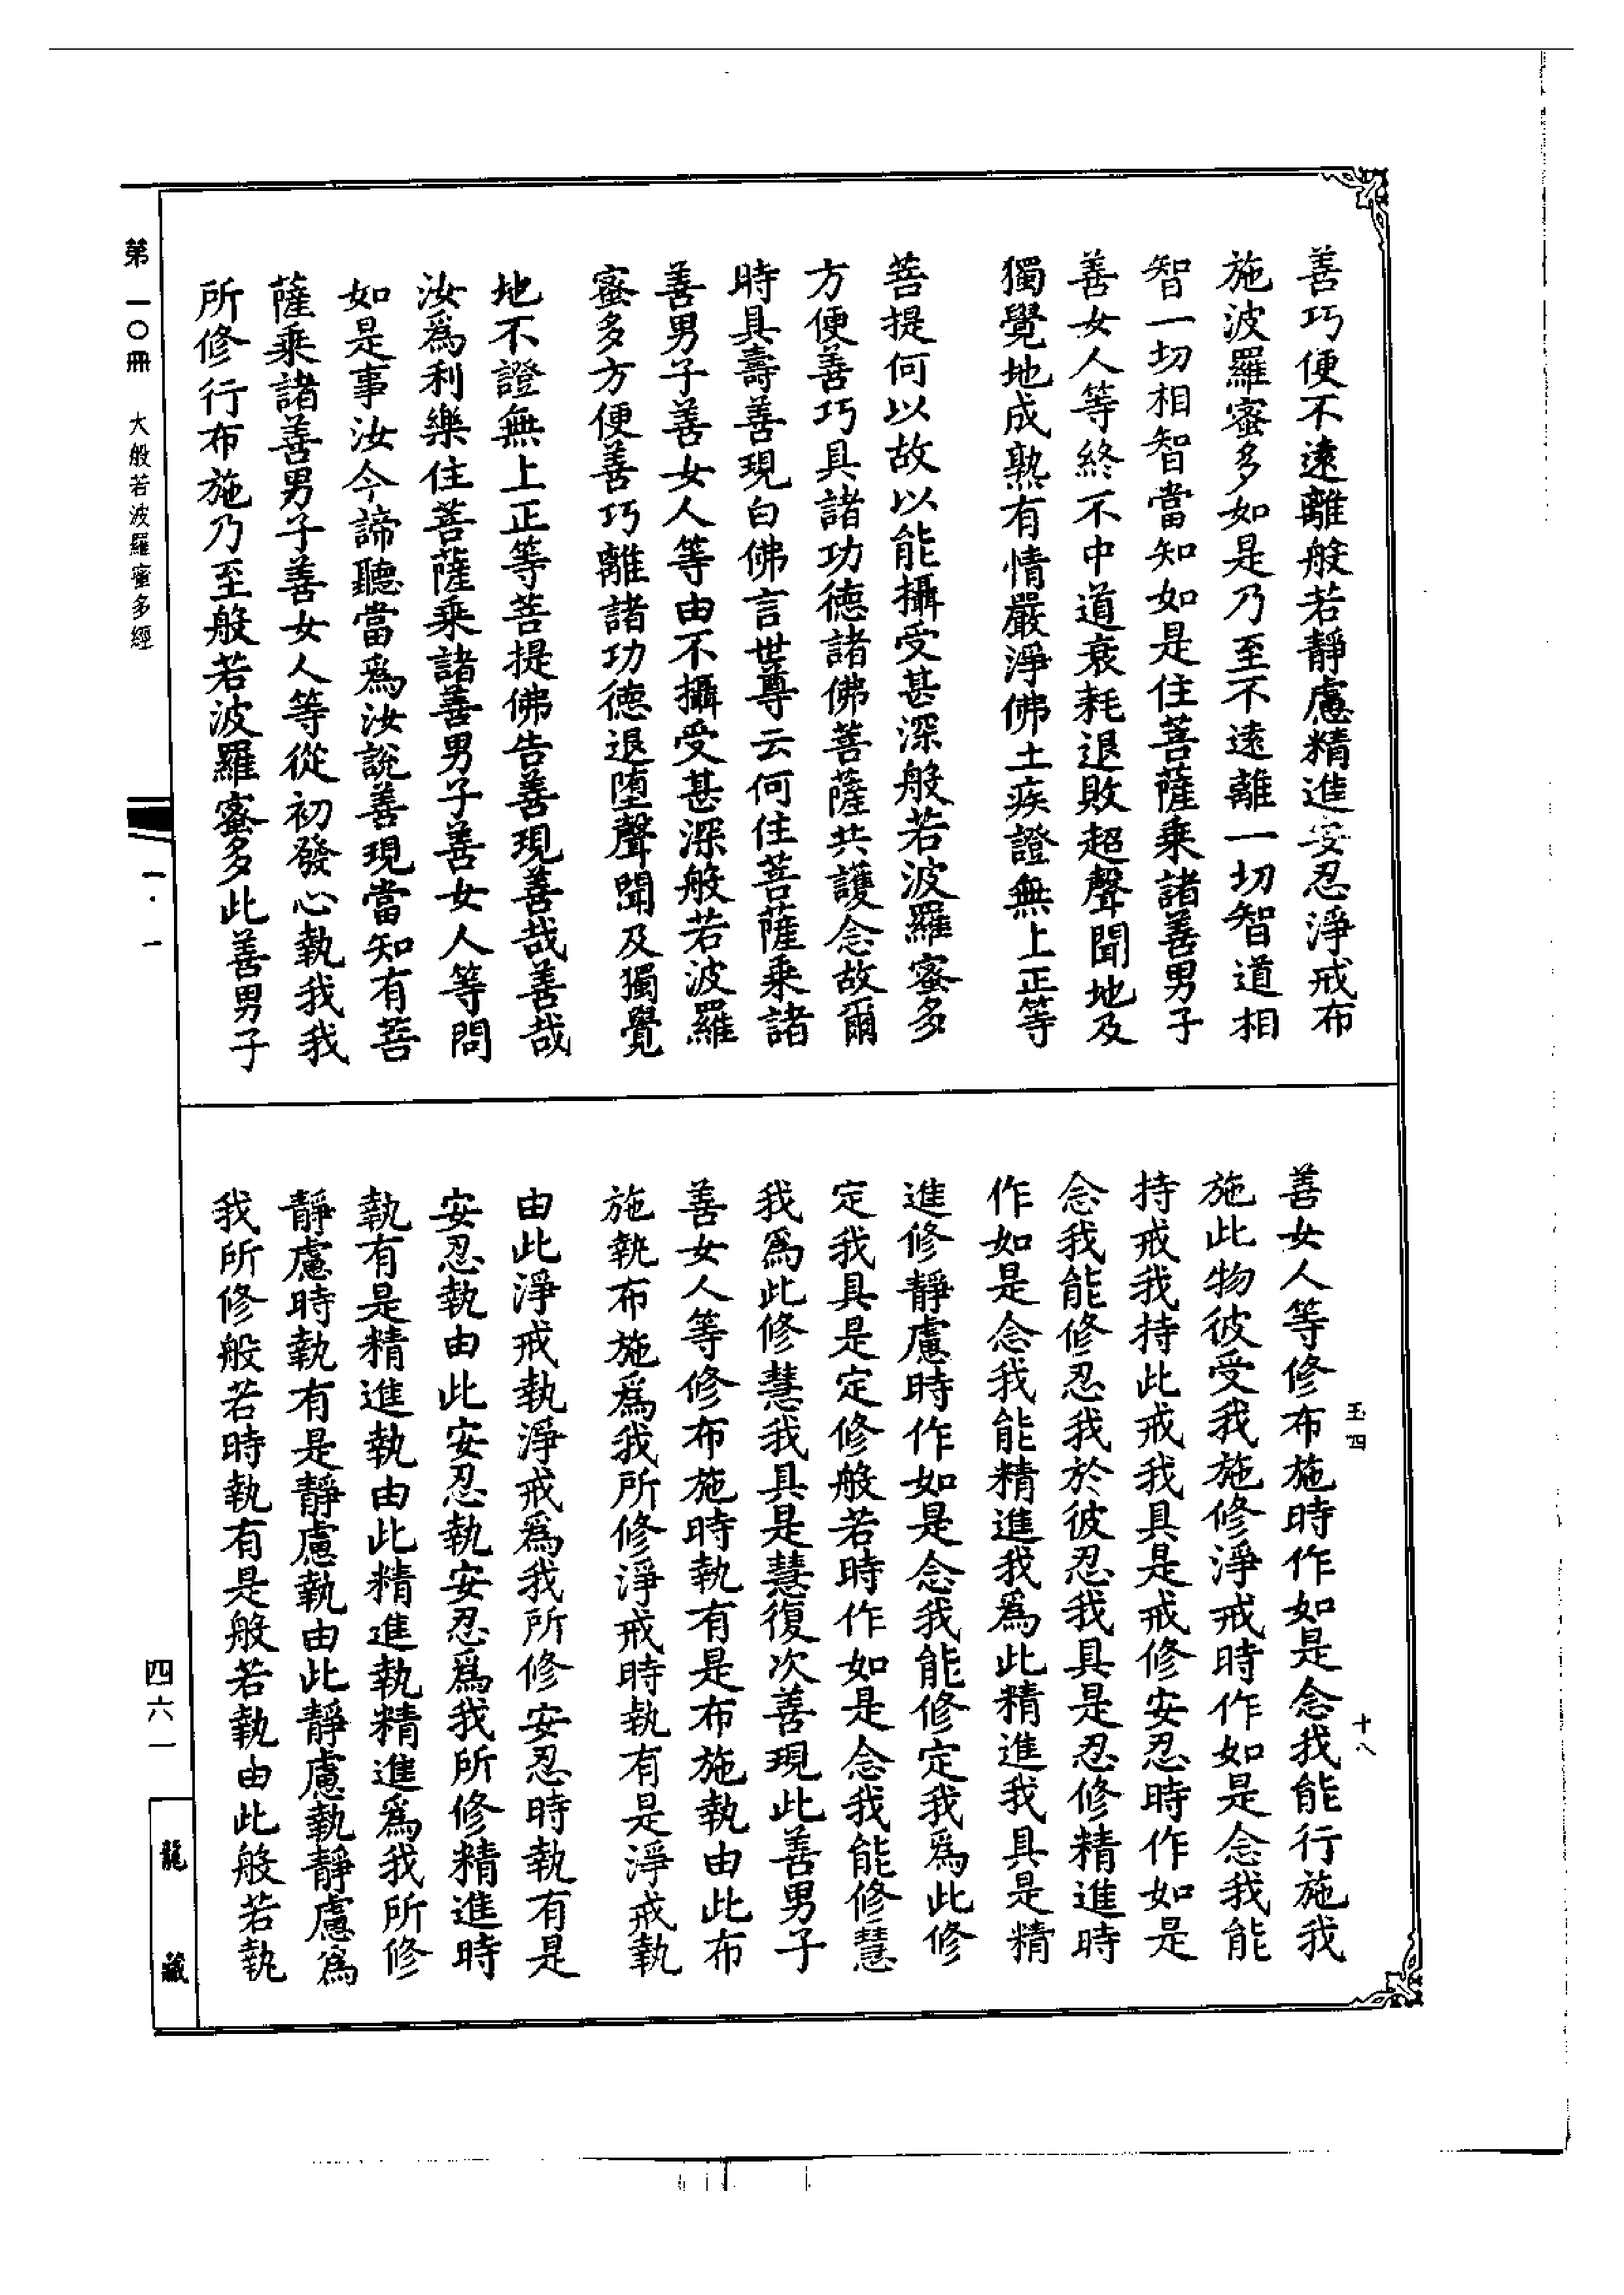 善巧便不遠離般若靜慮精進安忍淨戒布
施波羅蜜多如是乃至不遠離一切智道相
智一切相智當知如是住菩薩乘諸善男子
善女人等終不中道衰耗退敗超聲聞地及
獨覺地成熟有情嚴淨佛土疾證無上正等
菩提何以故以能攝受甚深般若波羅蜜多
方便善巧具諸功德諸佛菩薩共護念故爾
時具壽善現白佛言世尊云何住菩薩乘諸
善男子善女人等由不攝受甚深般若波羅
蜜多方便善巧離諸功德退墮聲聞及獨覺
地不證無上正等菩提佛告善現善哉善哉
汝爲利樂住菩薩乘諸善男子善女人等問
如是事汝今諦聽當爲汝說善現當知有菩
薩乘諸善男子善女人等從初發心執我我
所修行布施乃至般若波羅蜜多此善男子
善女人等修布施時作如是念我能行施我
施此物彼受我施修淨戒時作如是念我能
持戒我持此戒我具是戒修安忍時作如是
念我能修忍我於彼忍我具是忍修精進時
作如是念我能精進我爲此精進我具是精
進修靜慮時作如是念我能修定我爲此修
定我具是定修般若時作如是念我能修慧
我爲此修慧我具是慧復次善現此善男子
善女人等修布施時執有是布施執由此布
施執布施爲我所修淨戒時執有是淨戒執
由此淨戒執淨戒爲我所修安忍時執有是
安忍執由此安忍執安忍爲我所修精進時
執有是精進執由此精進執精進爲我所修
靜慮時執有是靜慮執由此靜慮執靜慮爲
我所修般若時執有是般若執由此般若執
玉四
十八
第一〇冊 大般若波羅蜜多經
一·一
四六一
龍藏